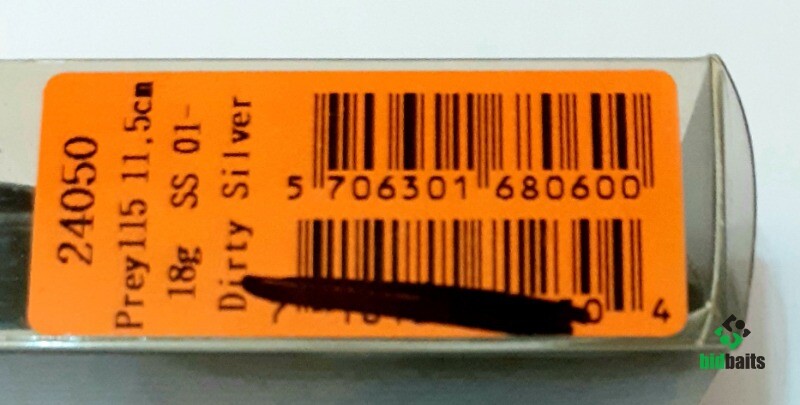 24050
Prey115 11.5cm
18g SS 01-
Dirty Silver
5 706301 680600
4
bidbaits